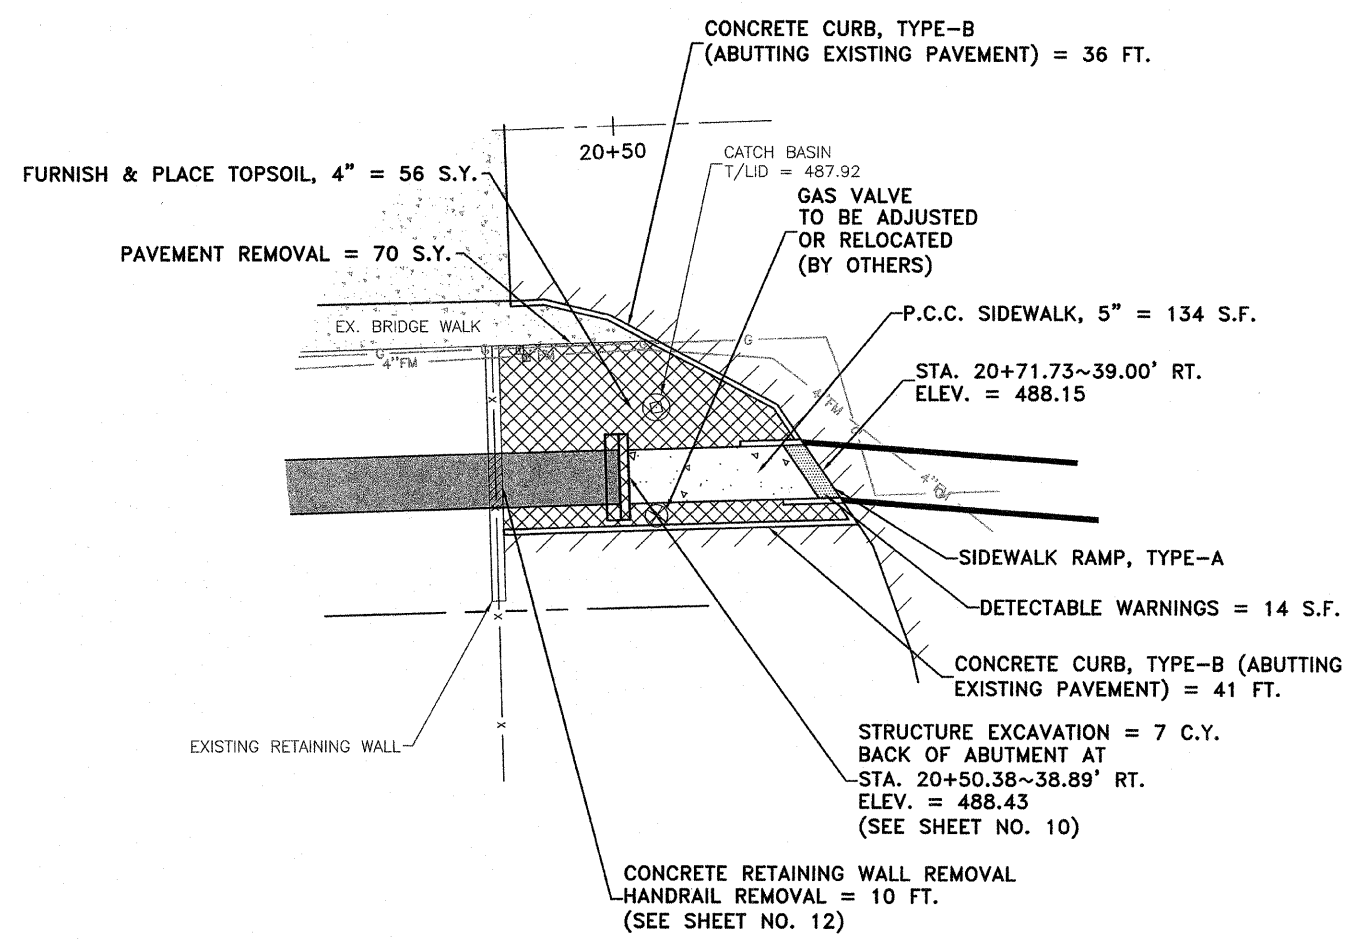 CONCRETE CURB, TYPE-B
(ABUTTING EXISTING PAVEMENT) = 36 FT.
20+50
CATCH BASIN
T/LID = 487.92
FURNISH & PLACE TOPSOIL, 4" = 56 S.Y.
GAS VALVE
TO BE ADJUSTED
OR RELOCATED
(BY OTHERS)
PAVEMENT REMOVAL = 70 S.Y.
P.C.C. SIDEWALK, 5" = 134 S.F.
EX. BRIDGE WALK
G
G
4"FM
STA. 20+71.73~39.00' RT.
ELEV. = 488.15
4"FM
X
4"
SIDEWALK RAMP, TYPE-A
DETECTABLE WARNINGS = 14 S.F.
X
CONCRETE CURB, TYPE-B (ABUTTING
EXISTING PAVEMENT) = 41 FT.
X
EXISTING RETAINING WALL
STRUCTURE EXCAVATION = 7 C.Y.
BACK OF ABUTMENT AT
STA. 20+50.38~38.89' RT.
ELEV. = 488.43
(SEE SHEET NO. 10)
CONCRETE RETAINING WALL REMOVAL
HANDRAIL REMOVAL = 10 FT.
(SEE SHEET NO. 12)